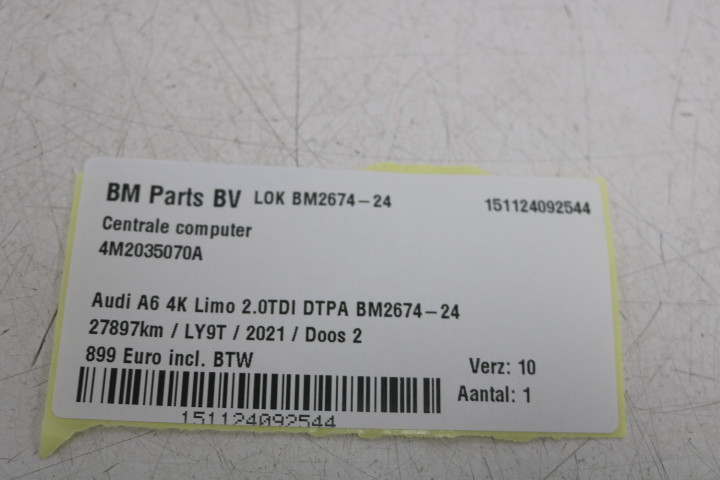 BM Parts BV LOK BM2674-24 151124092544
Centrale computer
4M2035070A
Audi A6 4K Limo 2.0TDI DTPA BM2674-24
27897km / LY9T / 2021 / Doos 2
899 Euro incl. BTW Verz: 10
Aantal: 1
151124092544